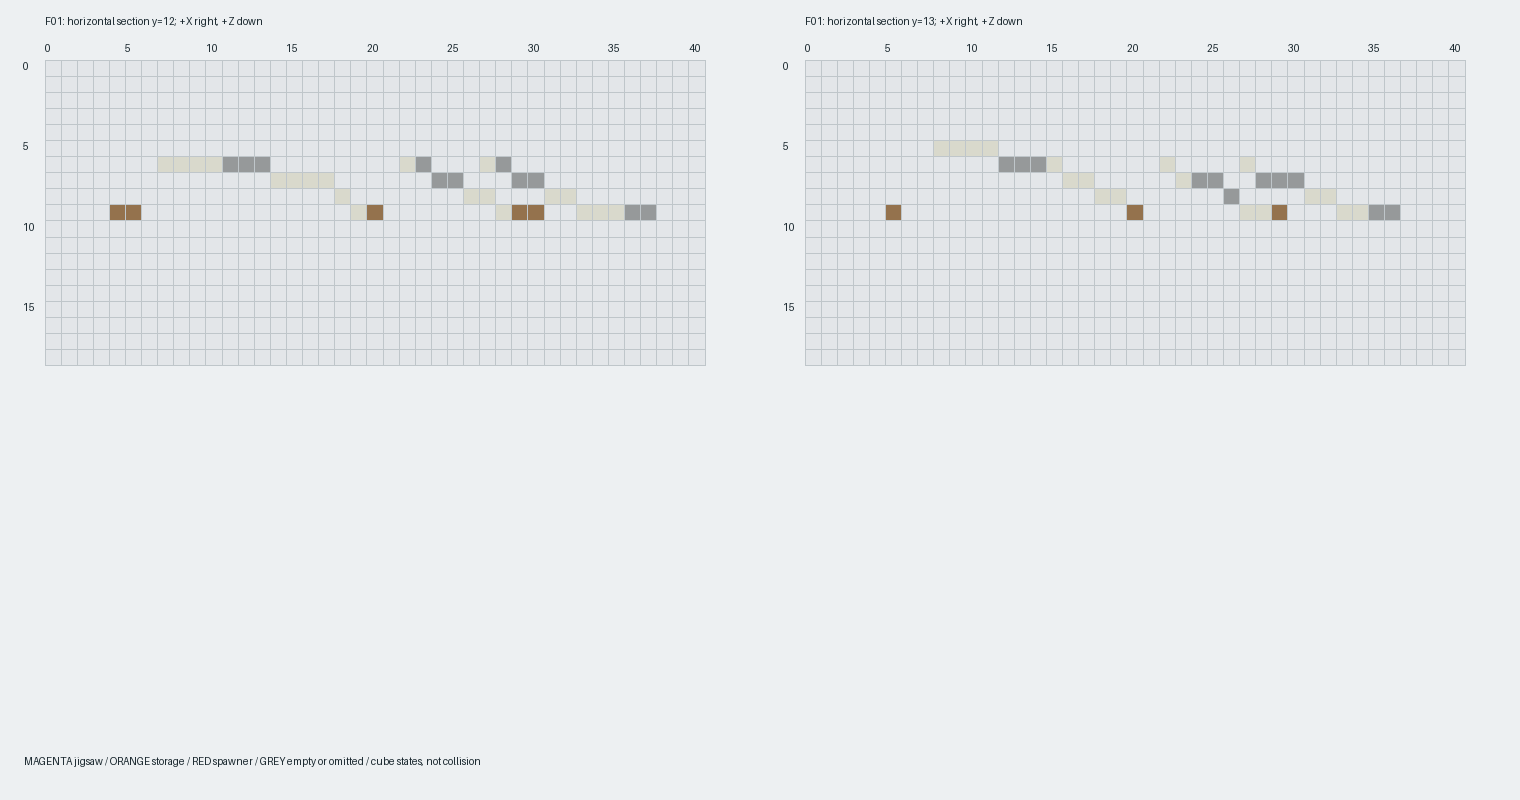 F01: horizontal section y=12; +X right, +Z down
F01: horizontal section y=13; +X right, +Z down
0 5 10 15 20 25 30 35 40
0 5 10 15 20 25 30 35 40
0
0
5
5
10
10
15
15
MAGENTA jigsaw / ORANGE storage / RED spawner / GREY empty or omitted / cube states, not collision